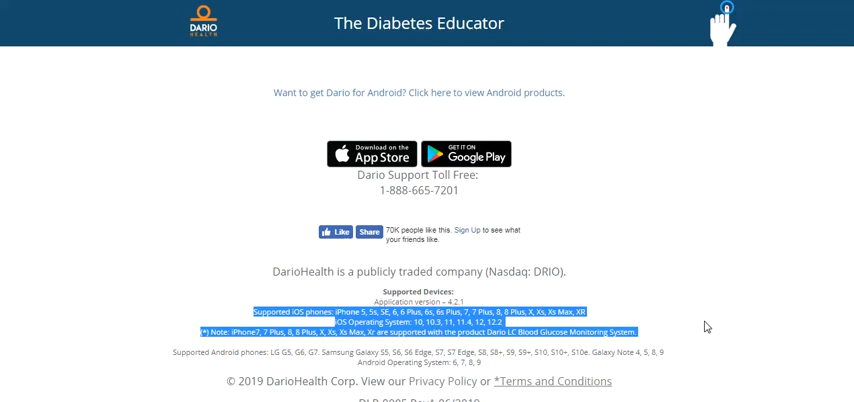 DARIO
HEALTH
The Diabetes Educator
Want to get Dario for Android? Click here to view Android products.
Download on the
App Store
GET IT ON
Google Play
Dario Support Toll Free:
1-888-665-7201
Like
Share
70K people like this. Sign Up to see what
your friends like.
DarioHealth is a publicly traded company (Nasdaq: DRIO).
Supported Devices:
Application version – 4.2.1
Supported iOS phones: iPhone 5, 5s, SE, 6, 6 Plus, 6s, 6s Plus, 7, 7 Plus, 8, 8 Plus, X, Xs, Xs Max, XR
iOS Operating System: 10, 10.3, 11, 11.4, 12, 12.2
(*) Note: iPhone7, 7 Plus, 8, 8 Plus, X, Xs, Xs Max, Xr are supported with the product Dario LC Blood Glucose Monitoring System.
Supported Android phones: LG G5, G6, G7. Samsung Galaxy S5, S6, S6 Edge, S7, S7 Edge, S8, S8+, S9, S9+, S10, S10+, S10e. Galaxy Note 4, 5, 8, 9
Android Operating System: 6, 7, 8, 9
© 2019 DarioHealth Corp. View our Privacy Policy or *Terms and Conditions